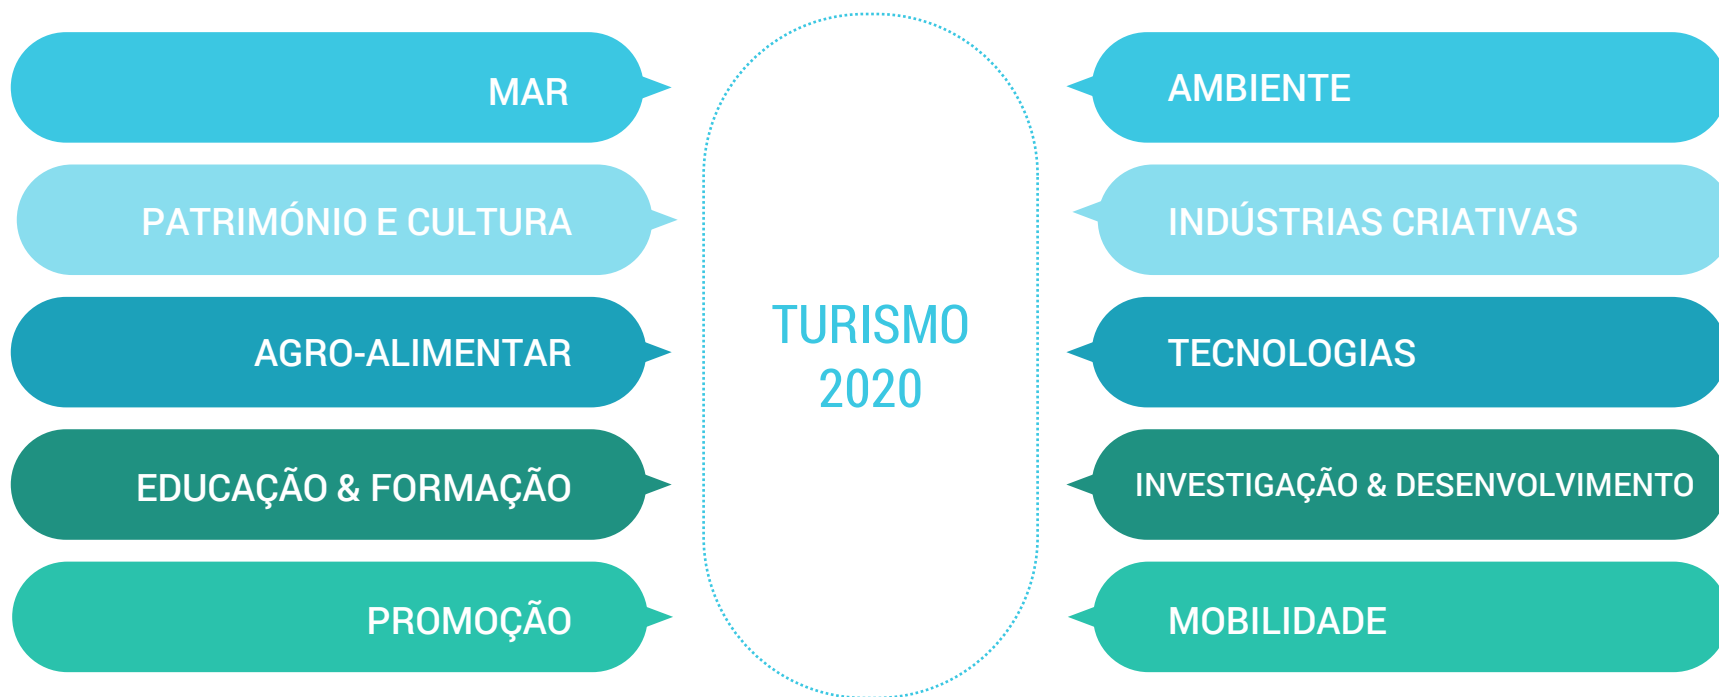 MAR
PATRIMÓNIO E CULTURA
AGRO-ALIMENTAR
EDUCAÇÃO & FORMAÇÃO
PROMOÇÃO
TURISMO
2020
AMBIENTE
INDÚSTRIAS CRIATIVAS
TECNOLOGIAS
INVESTIGAÇÃO & DESENVOLVIMENTO
MOBILIDADE